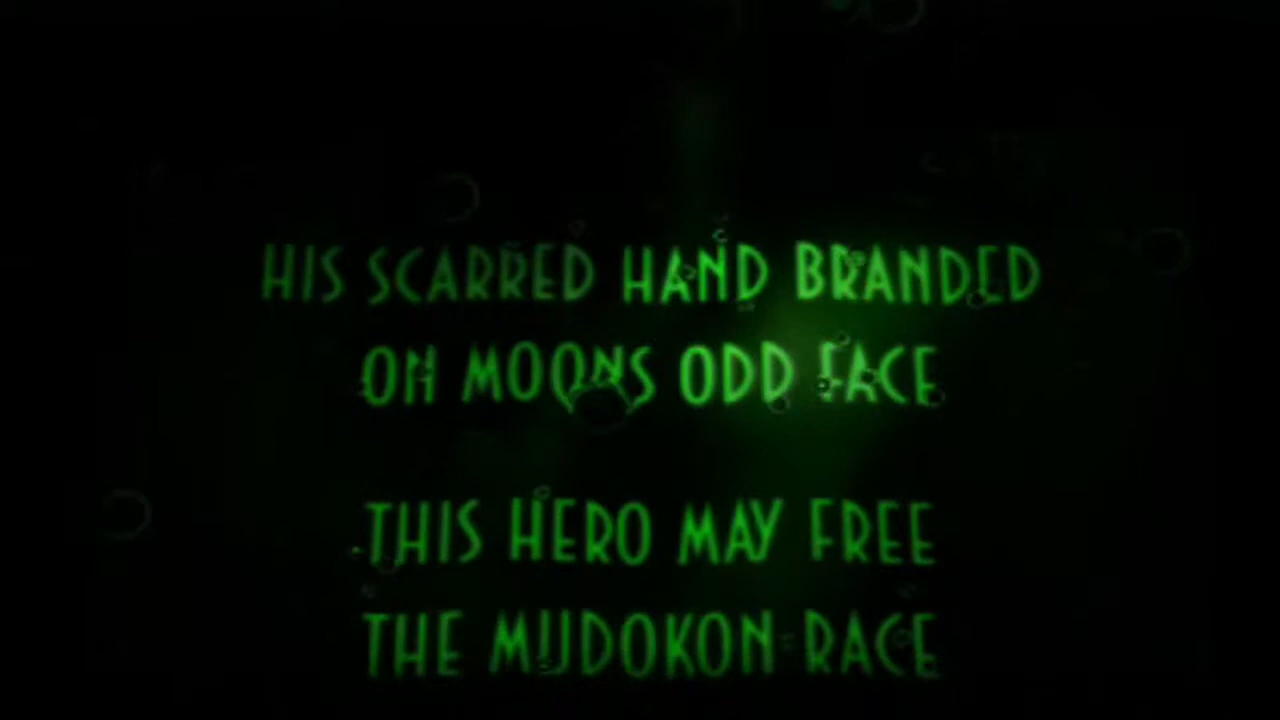 HIS SCARRED HAND BRANDED
ON MOONS ODD FACE
THIS HERO MAY FREE
THE MUDOKON RACE